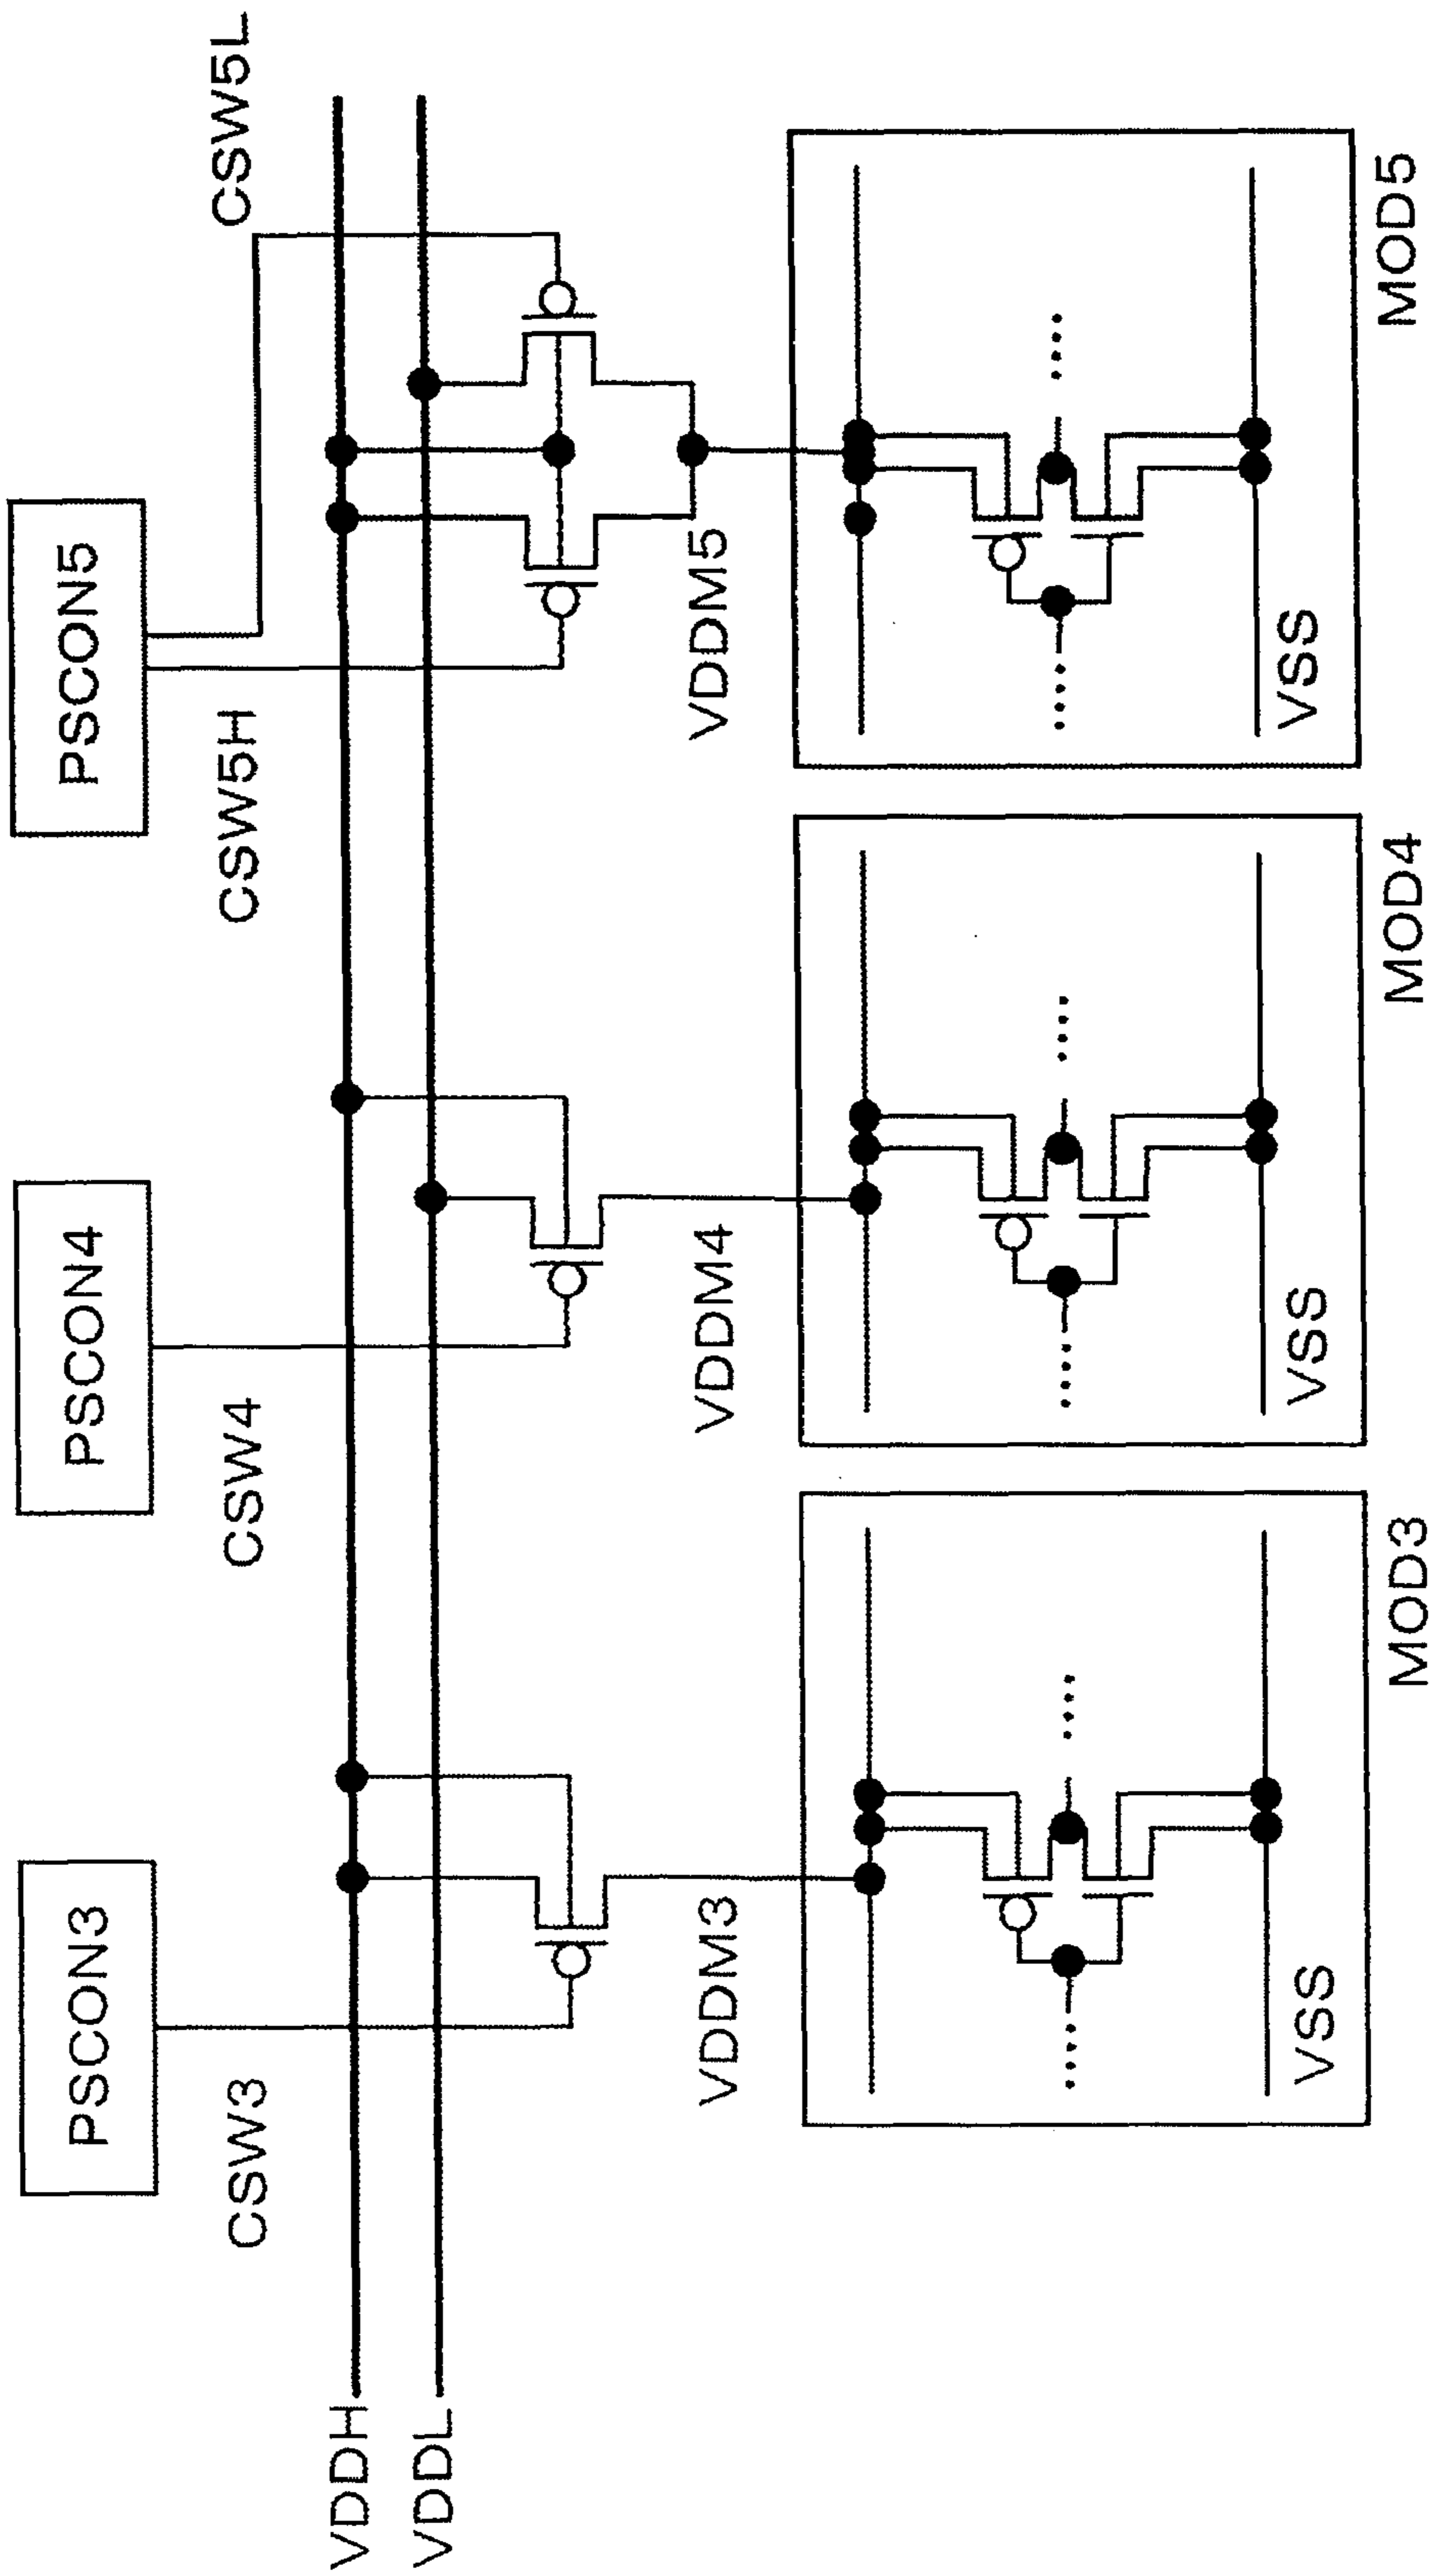 PSCON3
PSCON4
PSCON5
CSW3
CSW4
CSW5H
CSW5L
VDDH
VDDL
VDDM3
VDDM4
VDDM5
VSS
VSS
VSS
MOD3
MOD4
MOD5